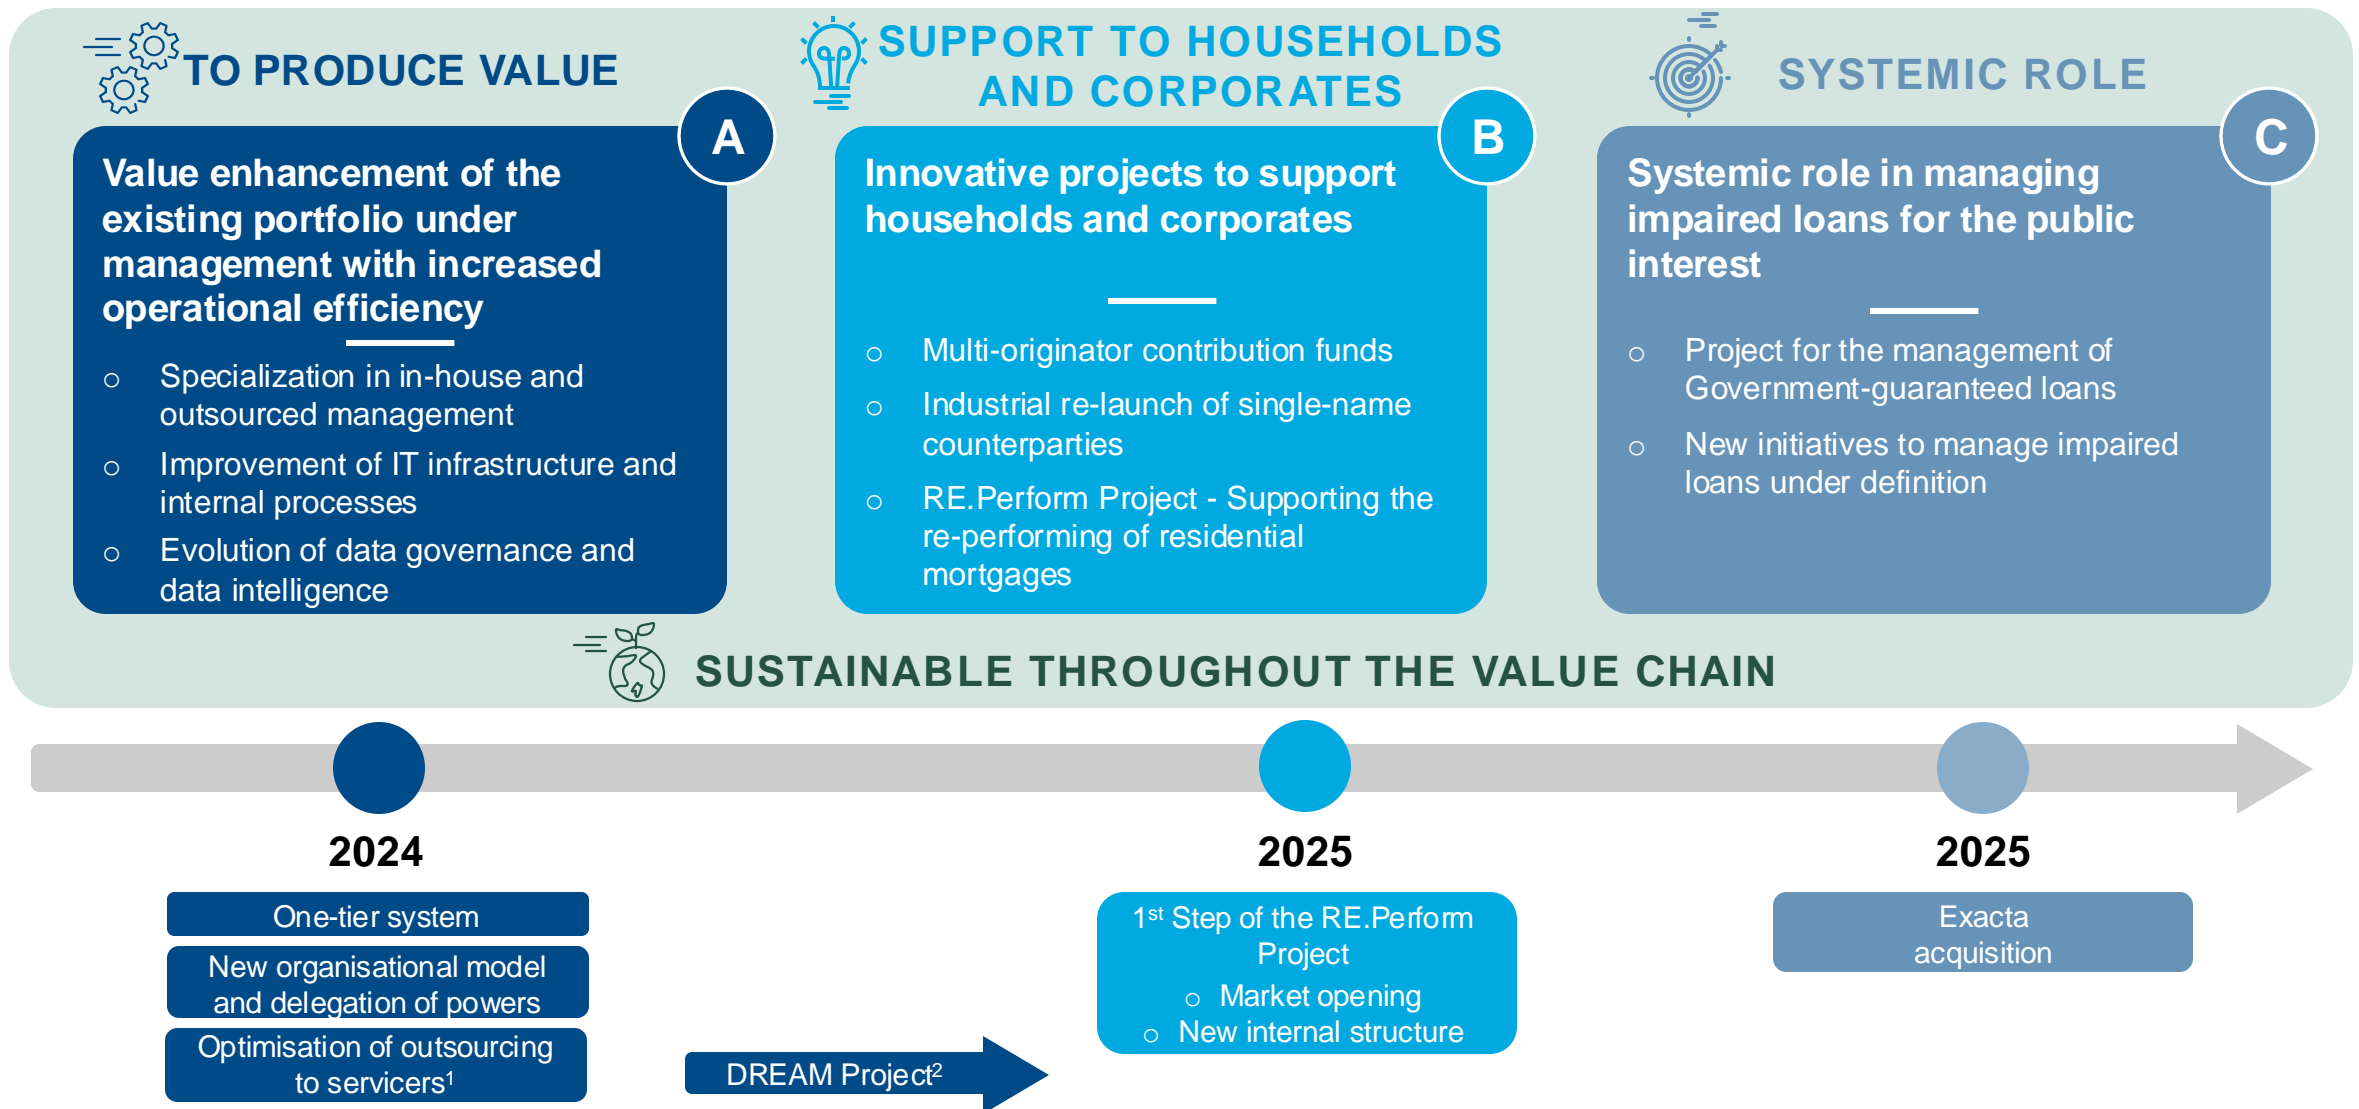 TO PRODUCE VALUE
A
Value enhancement of the
existing portfolio under
management with increased
operational efficiency
o Specialization in in-house and
outsourced management
o Improvement of IT infrastructure and
internal processes
o Evolution of data governance and
data intelligence
SUPPORT TO HOUSEHOLDS
AND CORPORATES
B
Innovative projects to support
households and corporates
o Multi-originator contribution funds
o Industrial re-launch of single-name
counterparties
o RE.Perform Project - Supporting the
re-performing of residential
mortgages
SYSTEMIC ROLE
C
Systemic role in managing
impaired loans for the public
interest
o Project for the management of
Government-guaranteed loans
o New initiatives to manage impaired
loans under definition
SUSTAINABLE THROUGHOUT THE VALUE CHAIN
2024
One-tier system
New organisational model
and delegation of powers
Optimisation of outsourcing
to servicers¹
DREAM Project²
2025
1st Step of the RE.Perform
Project
o Market opening
o New internal structure
2025
Exacta
acquisition